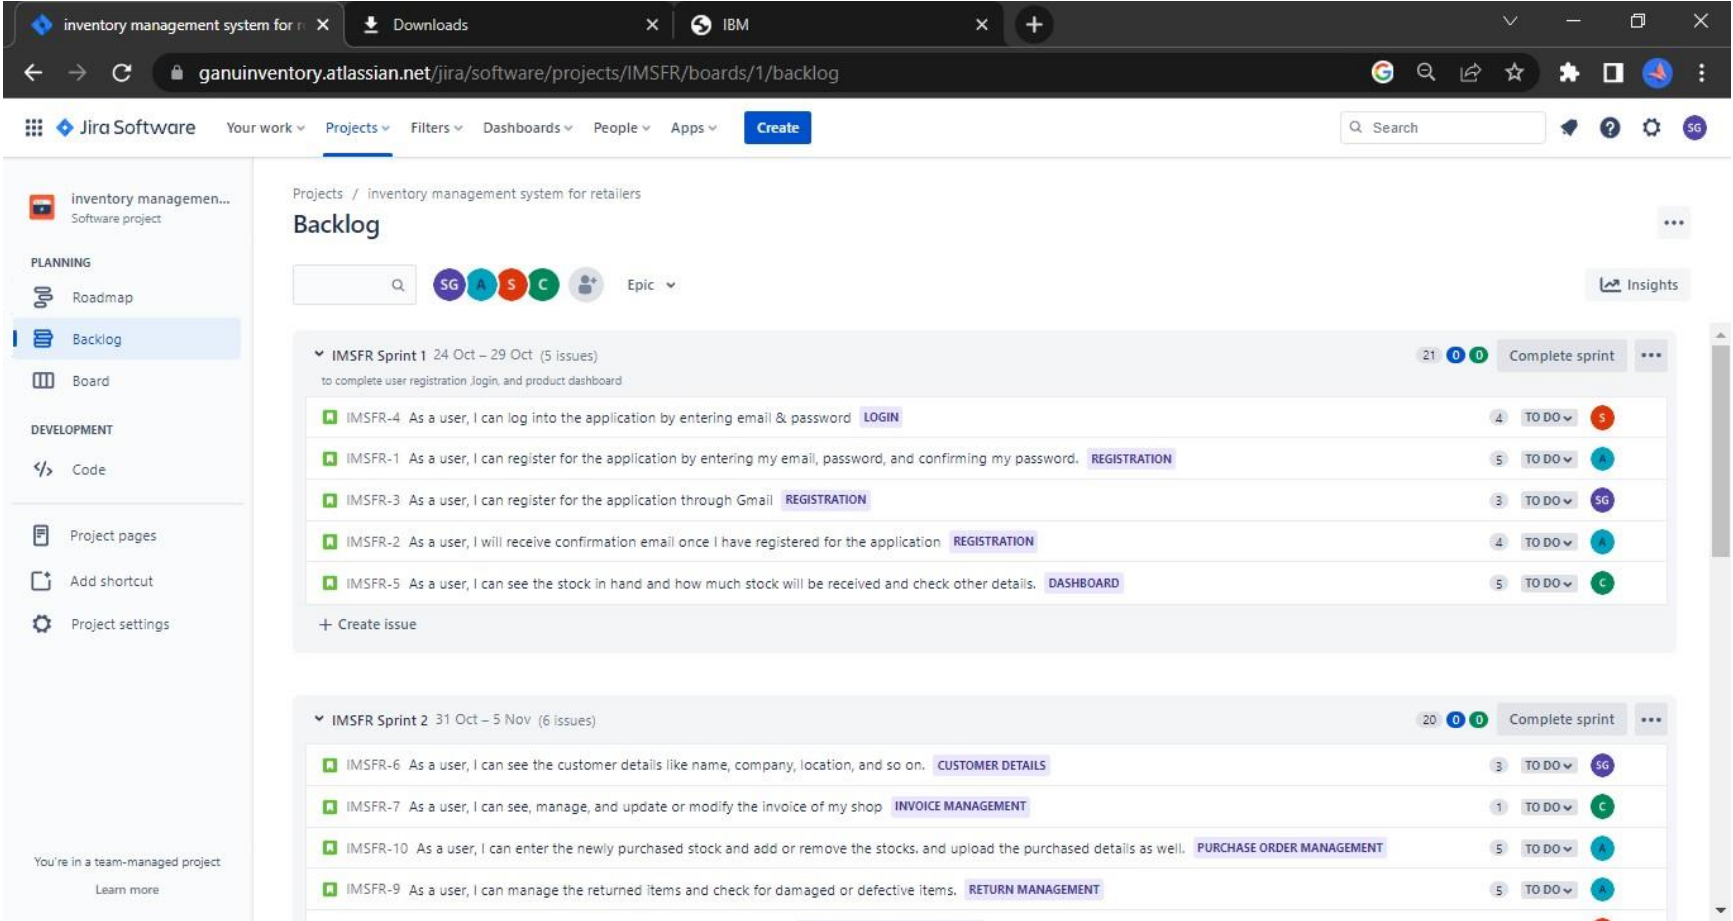 inventory management system for r
Downloads
IBM
ganuinventory.atlassian.net/jira/software/projects/IMSFR/boards/1/backlog
Jira Software Your work Projects Filters Dashboards People Apps Create Search SG
inventory managemen...
Software project
PLANNING
Roadmap
Backlog
Board
DEVELOPMENT
Code
Project pages
Add shortcut
Project settings
You're in a team-managed project
Learn more
Projects / inventory management system for retailers
Backlog
SG A S C Epic Insights
IMSFR Sprint 1 24 Oct – 29 Oct (5 issues) 21 0 0 Complete sprint
to complete user registration ,login, and product dashboard
IMSFR-4 As a user, I can log into the application by entering email & password LOGIN 4 TO DO S
IMSFR-1 As a user, I can register for the application by entering my email, password, and confirming my password. REGISTRATION 5 TO DO A
IMSFR-3 As a user, I can register for the application through Gmail REGISTRATION 3 TO DO SG
IMSFR-2 As a user, I will receive confirmation email once I have registered for the application REGISTRATION 4 TO DO A
IMSFR-5 As a user, I can see the stock in hand and how much stock will be received and check other details. DASHBOARD 5 TO DO C
+ Create issue
IMSFR Sprint 2 31 Oct – 5 Nov (6 issues) 20 0 0 Complete sprint
IMSFR-6 As a user, I can see the customer details like name, company, location, and so on. CUSTOMER DETAILS 3 TO DO SG
IMSFR-7 As a user, I can see, manage, and update or modify the invoice of my shop INVOICE MANAGEMENT 1 TO DO C
IMSFR-10 As a user, I can enter the newly purchased stock and add or remove the stocks. and upload the purchased details as well. PURCHASE ORDER MANAGEMENT 5 TO DO A
IMSFR-9 As a user, I can manage the returned items and check for damaged or defective items. RETURN MANAGEMENT 5 TO DO A